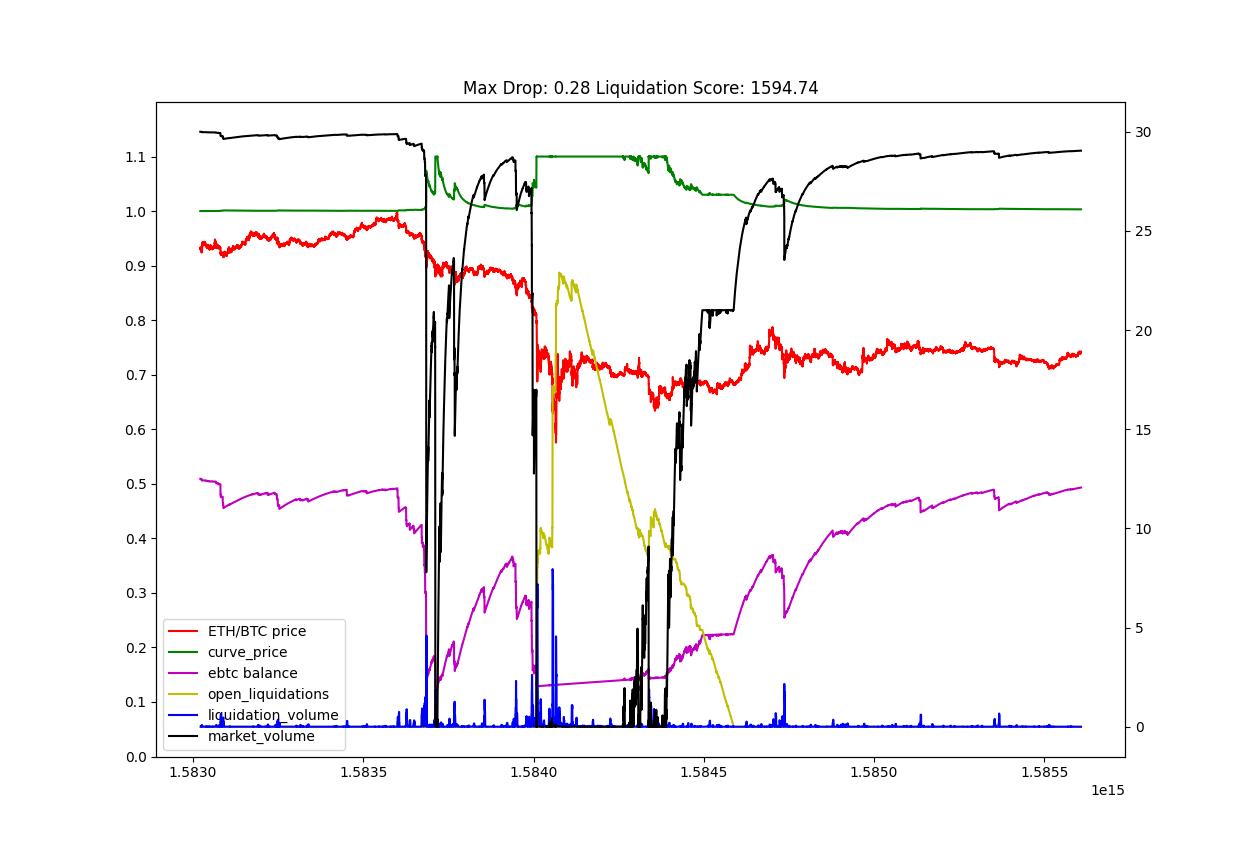 Max Drop: 0.28 Liquidation Score: 1594.74
1.1
1.0
0.9
0.8
0.7
0.6
0.5
0.4
0.3
0.2
0.1
0.0
30
25
20
15
10
5
0
ETH/BTC price
curve_price
ebtc balance
open_liquidations
liquidation_volume
market_volume
1.5830 1.5835 1.5840 1.5845 1.5850 1.5855
1e15